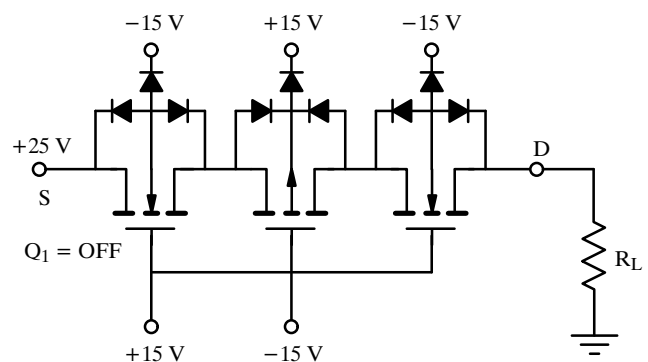 −15 V
+15 V
−15 V
+25 V
S
D
Q1 = OFF
RL
+15 V
−15 V